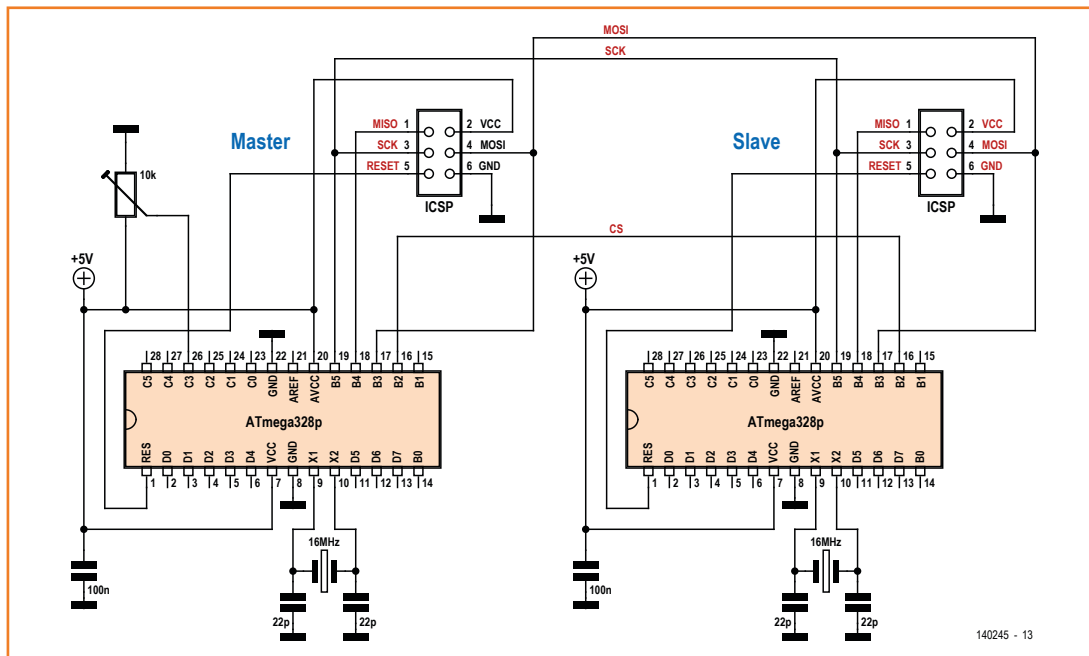 MOSI
SCK
Master
MISO 1
2 VCC
SCK 3
4 MOSI
RESET 5
6 GND
ICSP
Slave
MISO 1
2 VCC
SCK 3
4 MOSI
RESET 5
6 GND
ICSP
10k
CS
+5V
+5V
28 27 26 25 24 23 22 21 20 19 18 17 16 15
C5 C4 C3 C2 C1 C0 GND AREF AVCC B5 B4 B3 B2 B1
ATmega328p
RES D0 D1 D2 D3 D4 VCC GND X1 X2 D5 D6 D7 B0
1 2 3 4 5 6 7 8 9 10 11 12 13 14
28 27 26 25 24 23 22 21 20 19 18 17 16 15
C5 C4 C3 C2 C1 C0 GND AREF AVCC B5 B4 B3 B2 B1
ATmega328p
RES D0 D1 D2 D3 D4 VCC GND X1 X2 D5 D6 D7 B0
1 2 3 4 5 6 7 8 9 10 11 12 13 14
16MHz
16MHz
100n
22p
22p
100n
22p
22p
140245 - 13